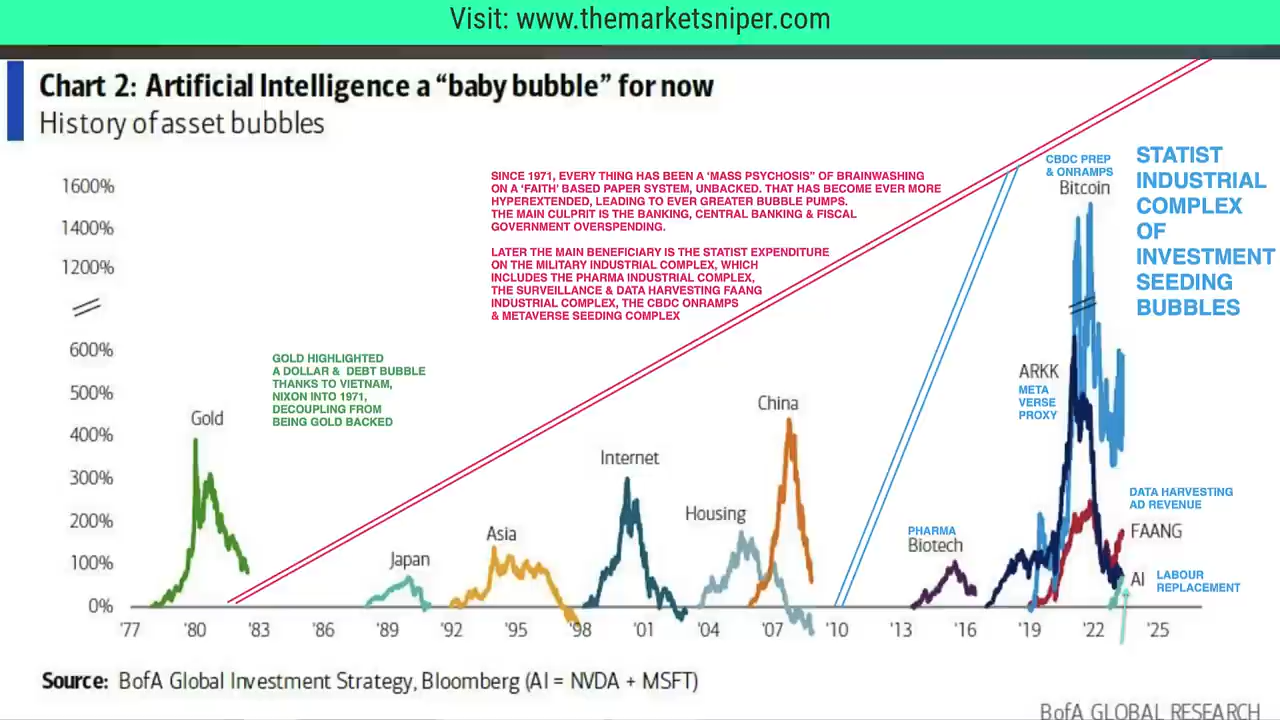 Visit: www.themarketsniper.com
Chart 2: Artificial Intelligence a “baby bubble” for now
History of asset bubbles
SINCE 1971, EVERY THING HAS BEEN A ‘MASS PSYCHOSIS” OF BRAINWASHING
ON A ‘FAITH’ BASED PAPER SYSTEM, UNBACKED. THAT HAS BECOME EVER MORE
HYPEREXTENDED, LEADING TO EVER GREATER BUBBLE PUMPS.
THE MAIN CULPRIT IS THE BANKING, CENTRAL BANKING & FISCAL
GOVERNMENT OVERSPENDING.
LATER THE MAIN BENEFICIARY IS THE STATIST EXPENDITURE
ON THE MILITARY INDUSTRIAL COMPLEX, WHICH
INCLUDES THE PHARMA INDUSTRIAL COMPLEX,
THE SURVEILLANCE & DATA HARVESTING FAANG
INDUSTRIAL COMPLEX, THE CBDC ONRAMPS
& METAVERSE SEEDING COMPLEX
CBDC PREP
& ONRAMPS
Bitcoin
STATIST
INDUSTRIAL
COMPLEX
OF
INVESTMENT
SEEDING
BUBBLES
1600%
1400%
1200%
600%
500%
400%
300%
200%
100%
0%
GOLD HIGHLIGHTED
A DOLLAR & DEBT BUBBLE
THANKS TO VIETNAM,
NIXON INTO 1971,
DECOUPLING FROM
BEING GOLD BACKED
Gold
Japan
Asia
Internet
Housing
China
PHARMA
Biotech
ARKK
META
VERSE
PROXY
DATA HARVESTING
AD REVENUE
FAANG
AI
LABOUR
REPLACEMENT
'77 '80 '83 '86 '89 '92 '95 '98 '01 '04 '07 '10 '13 '16 '19 '22 '25
Source: BofA Global Investment Strategy, Bloomberg (AI = NVDA + MSFT)
BofA GLOBAL RESEARCH